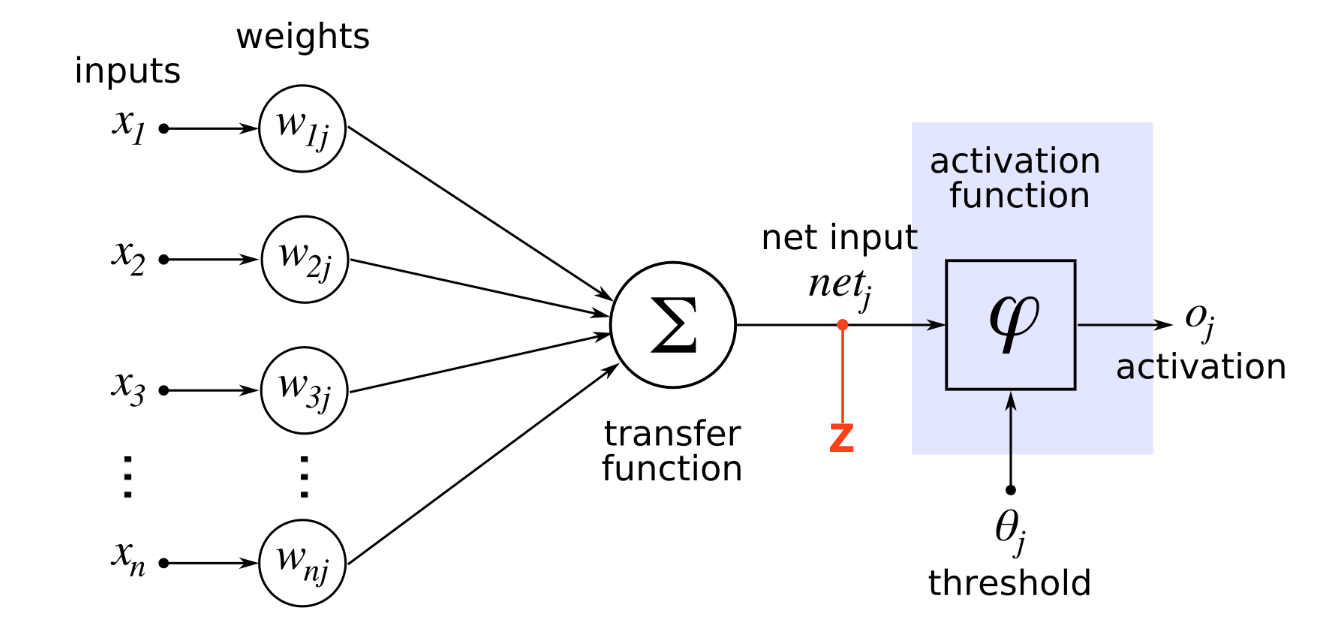 weights
inputs
x1
w1j
x2
w2j
x3
w3j
⋮
⋮
xn
wnj
Σ
transfer
function
net input
netj
z
activation
function
φ
oj
activation
θj
threshold